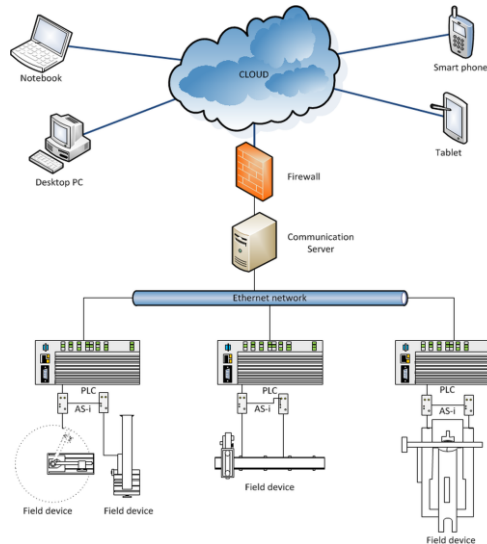 CLOUD
Notebook
Smart phone
Desktop PC
Tablet
Firewall
Communication
Server
Ethernet network
PLC
AS-i
PLC
AS-i
PLC
AS-i
Field device
Field device
Field device
Field device